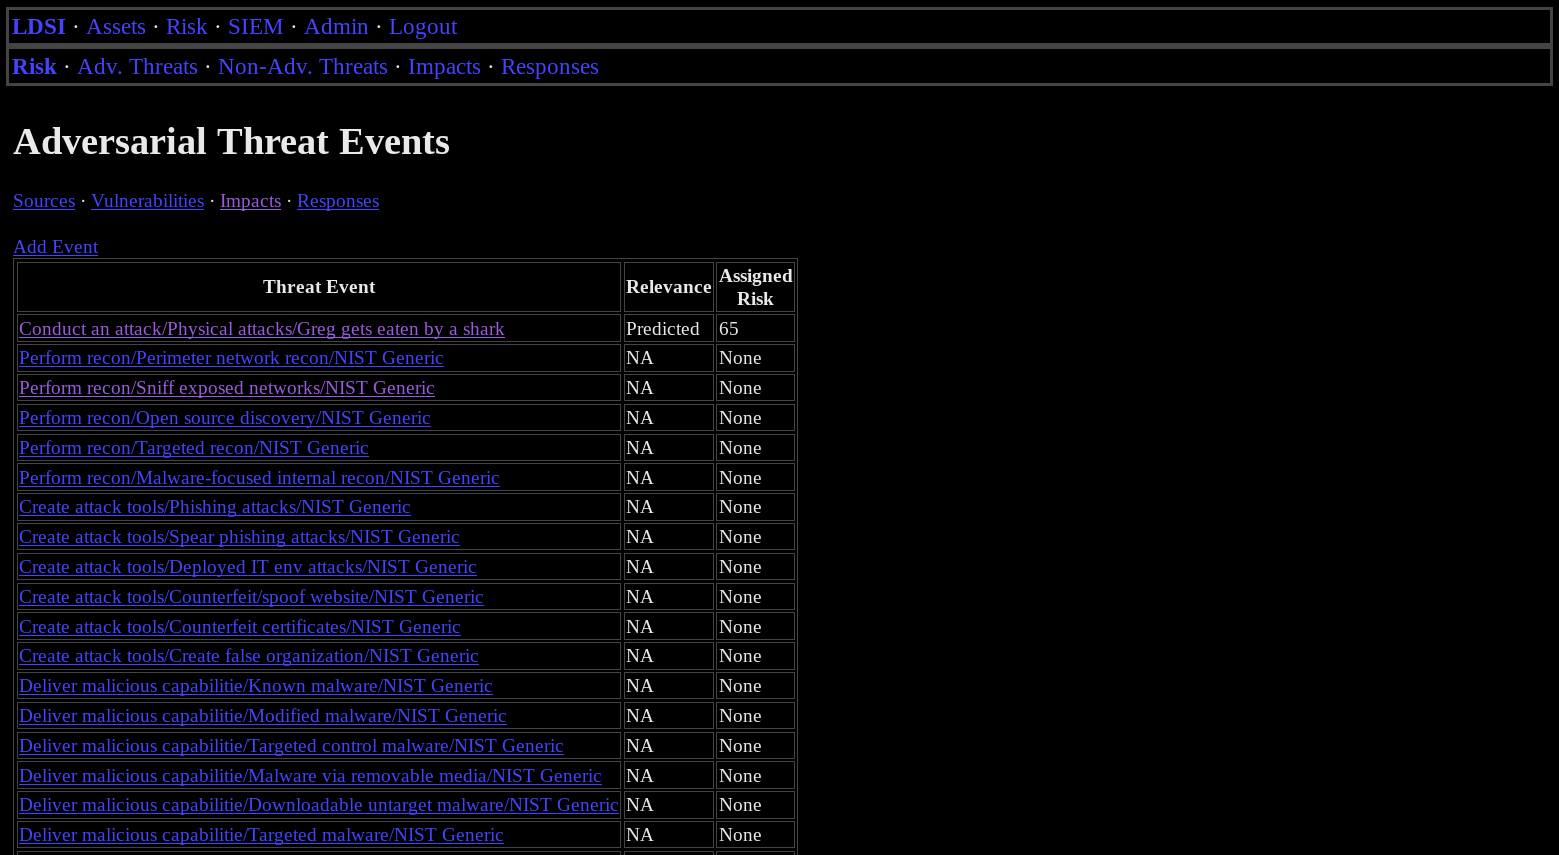 LDSI · Assets · Risk · SIEM · Admin · Logout
Risk · Adv. Threats · Non-Adv. Threats · Impacts · Responses
Adversarial Threat Events
Sources · Vulnerabilities · Impacts · Responses
Add Event
Threat Event Relevance Assigned Risk
Conduct an attack/Physical attacks/Greg gets eaten by a shark Predicted 65
Perform recon/Perimeter network recon/NIST Generic NA None
Perform recon/Sniff exposed networks/NIST Generic NA None
Perform recon/Open source discovery/NIST Generic NA None
Perform recon/Targeted recon/NIST Generic NA None
Perform recon/Malware-focused internal recon/NIST Generic NA None
Create attack tools/Phishing attacks/NIST Generic NA None
Create attack tools/Spear phishing attacks/NIST Generic NA None
Create attack tools/Deployed IT env attacks/NIST Generic NA None
Create attack tools/Counterfeit/spoof website/NIST Generic NA None
Create attack tools/Counterfeit certificates/NIST Generic NA None
Create attack tools/Create false organization/NIST Generic NA None
Deliver malicious capabilitie/Known malware/NIST Generic NA None
Deliver malicious capabilitie/Modified malware/NIST Generic NA None
Deliver malicious capabilitie/Targeted control malware/NIST Generic NA None
Deliver malicious capabilitie/Malware via removable media/NIST Generic NA None
Deliver malicious capabilitie/Downloadable untarget malware/NIST Generic NA None
Deliver malicious capabilitie/Targeted malware/NIST Generic NA None